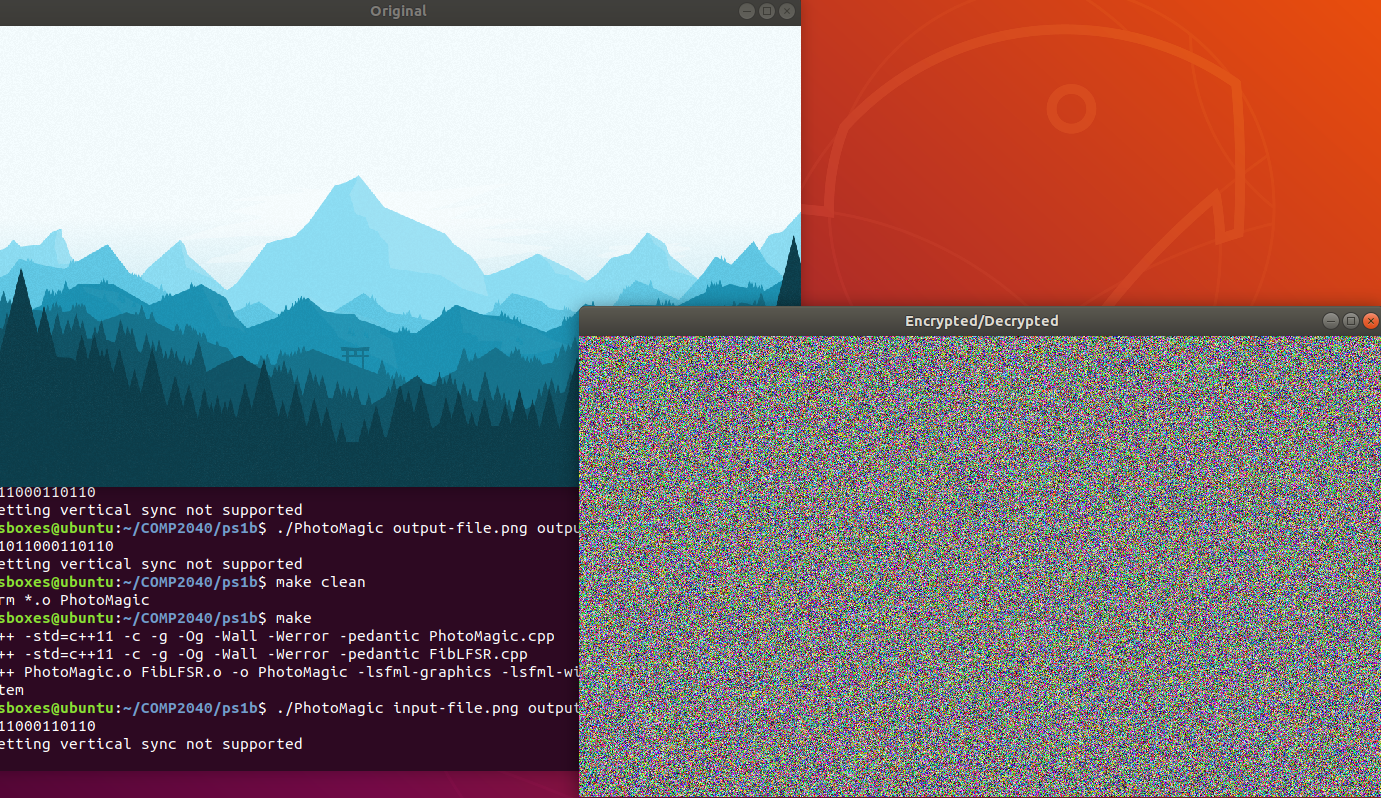 Original
Encrypted/Decrypted
11000110110
etting vertical sync not supported
sboxes@ubuntu:~/COMP2040/ps1b$ ./PhotoMagic output-file.png outpu
1011000110110
etting vertical sync not supported
sboxes@ubuntu:~/COMP2040/ps1b$ make clean
rm *.o PhotoMagic
sboxes@ubuntu:~/COMP2040/ps1b$ make
++ -std=c++11 -c -g -Og -Wall -Werror -pedantic PhotoMagic.cpp
++ -std=c++11 -c -g -Og -Wall -Werror -pedantic FibLFSR.cpp
++ PhotoMagic.o FibLFSR.o -o PhotoMagic -lsfml-graphics -lsfml-wi
tem
sboxes@ubuntu:~/COMP2040/ps1b$ ./PhotoMagic input-file.png output
11000110110
etting vertical sync not supported